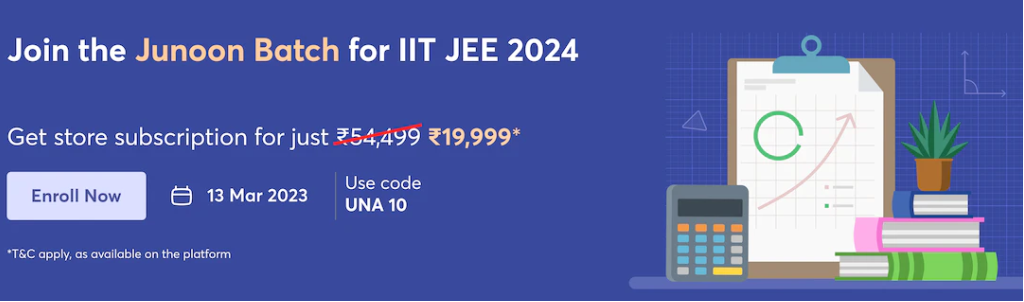 Join the Junoon Batch for IIT JEE 2024
Get store subscription for just ₹54,499 ₹19,999*
Enroll Now
13 Mar 2023
Use code
UNA 10
*T&C apply, as available on the platform